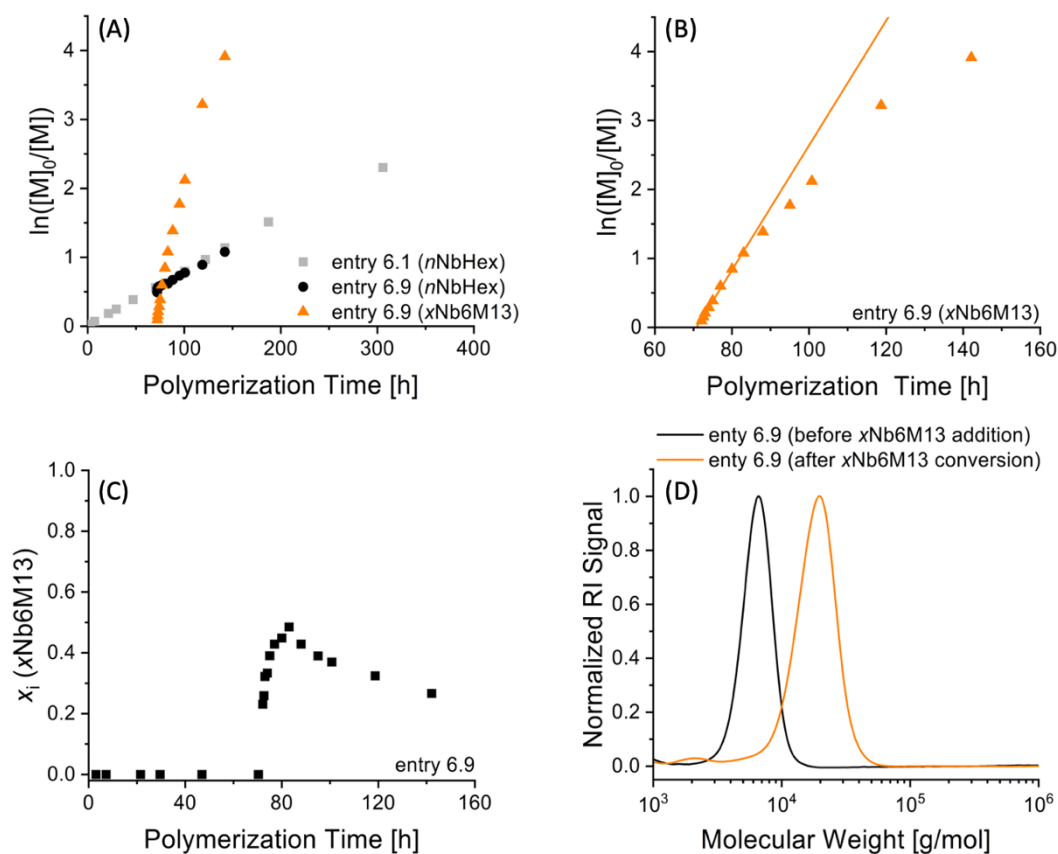 (A)
ln([M]0/[M])
4
3
2
1
0
entry 6.1 (nNbHex)
entry 6.9 (nNbHex)
entry 6.9 (xNb6M13)
0 100 200 300 400
Polymerization Time [h]
(B)
ln([M]0/[M])
4
3
2
1
0
entry 6.9 (xNb6M13)
60 80 100 120 140 160
Polymerization Time [h]
(C)
xi (xNb6M13)
1.0
0.8
0.6
0.4
0.2
0.0
entry 6.9
0 40 80 120 160
Polymerization Time [h]
enty 6.9 (before xNb6M13 addition)
enty 6.9 (after xNb6M13 conversion)
(D)
Normalized RI Signal
1.0
0.8
0.6
0.4
0.2
0.0
10³ 10⁴ 10⁵ 10⁶
Molecular Weight [g/mol]